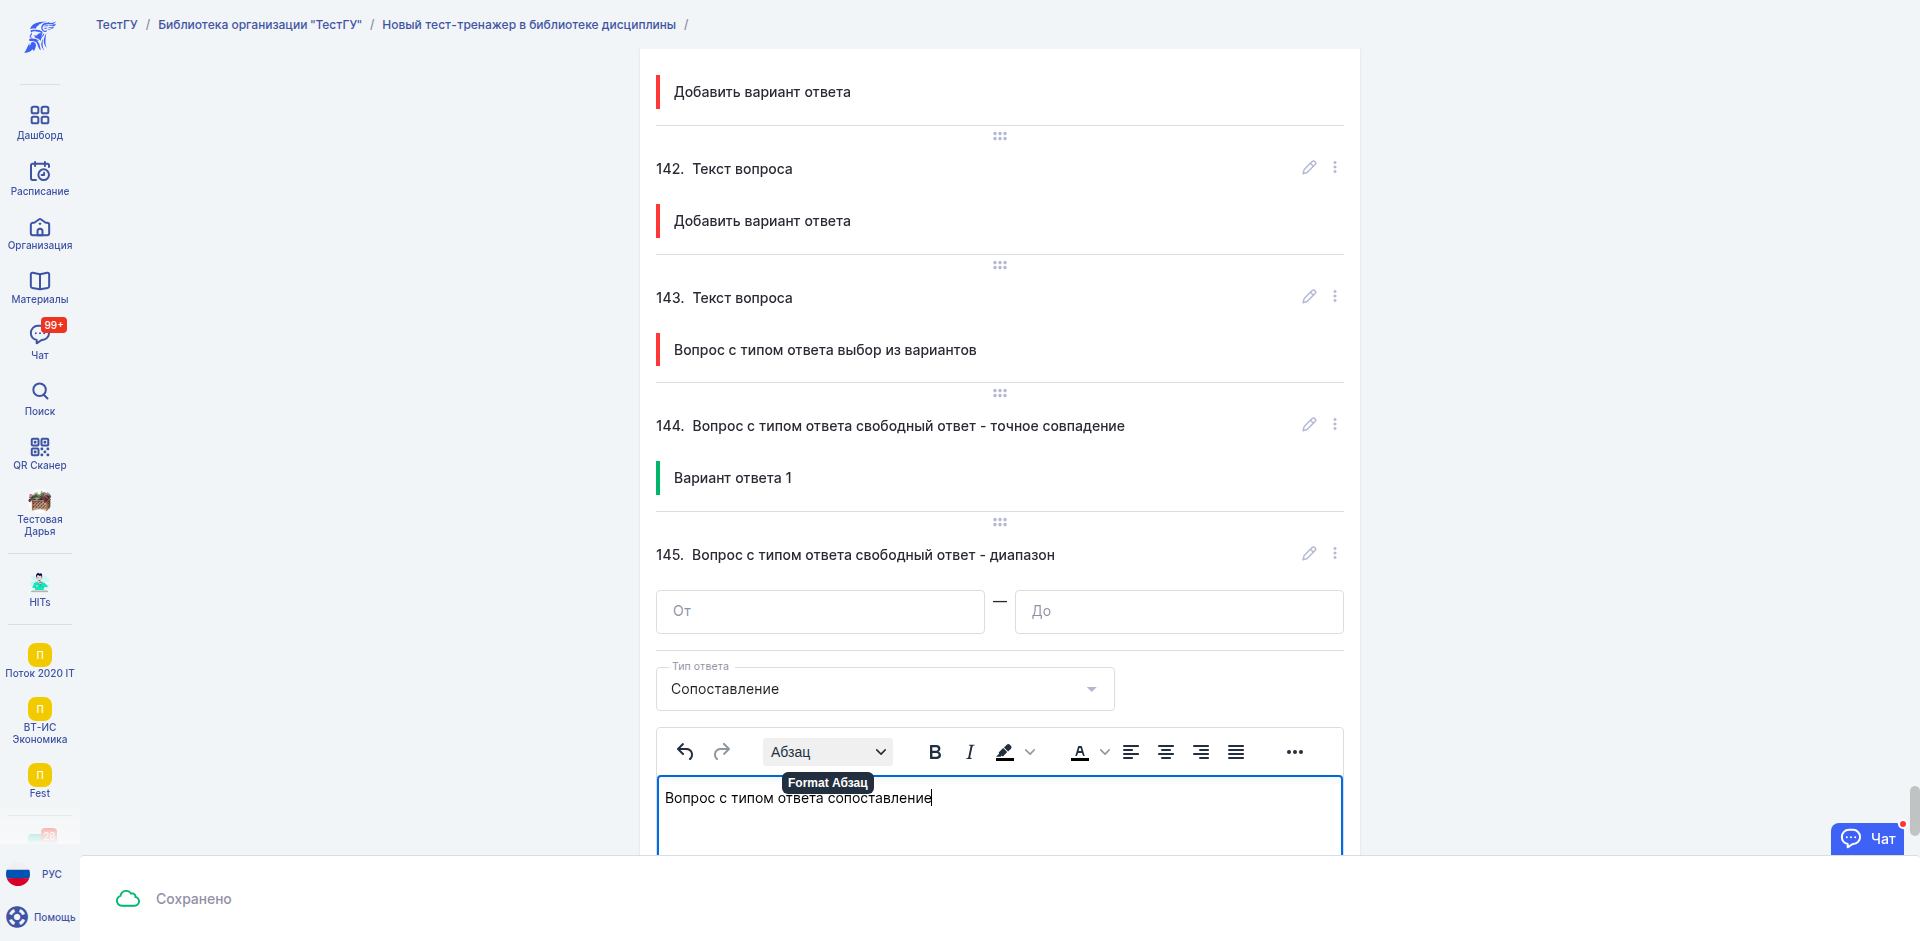 ТестГУ / Библиотека организации "ТестГУ" / Новый тест-тренажер в библиотеке дисциплины /
Дашборд
Расписание
Организация
Материалы
99+
Чат
Поиск
QR Сканер
Тестовая
Дарья
HITs
П
Поток 2020 IT
П
ВТ-ИС
Экономика
П
Fest
28
РУС
Помощь
Добавить вариант ответа
142. Текст вопроса
Добавить вариант ответа
143. Текст вопроса
Вопрос с типом ответа выбор из вариантов
144. Вопрос с типом ответа свободный ответ - точное совпадение
Вариант ответа 1
145. Вопрос с типом ответа свободный ответ - диапазон
От — До
Тип ответа
Сопоставление
Абзац B I A
Format Абзац
Вопрос с типом ответа сопоставление
Чат
Сохранено